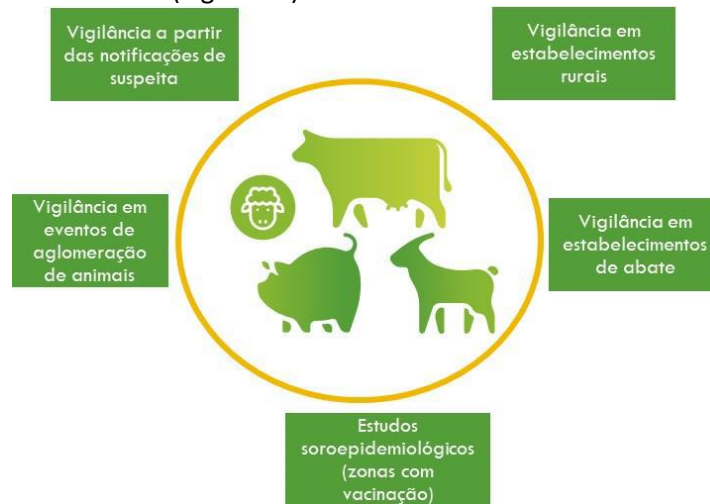 Vigilância a partir
das notificações de
suspeita
Vigilância em
estabelecimentos
rurais
Vigilância em
eventos de
aglomeração
de animais
Vigilância em
estabelecimentos
de abate
Estudos
soroepidemiológicos
(zonas com
vacinação)